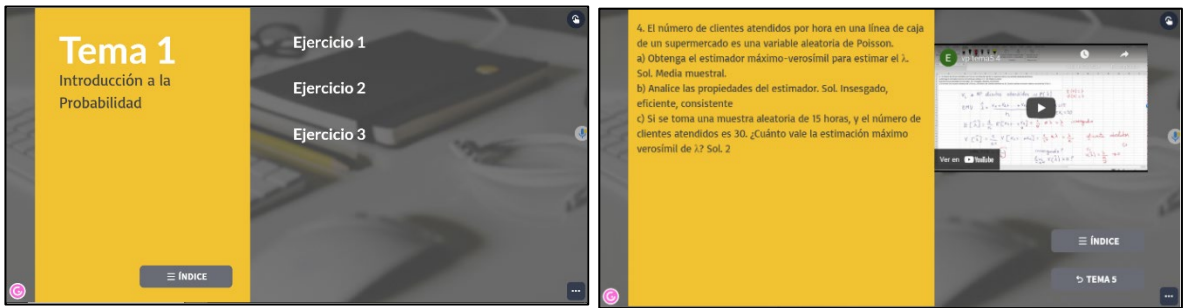 Tema 1
Introducción a la
Probabilidad
Ejercicio 1
Ejercicio 2
Ejercicio 3
☰ ÍNDICE
4. El número de clientes atendidos por hora en una línea de caja
de un supermercado es una variable aleatoria de Poisson.
a) Obtenga el estimador máximo-verosímil para estimar el λ.
Sol. Media muestral.
b) Analice las propiedades del estimador. Sol. Insesgado,
eficiente, consistente
c) Si se toma una muestra aleatoria de 15 horas, y el número de
clientes atendidos es 30. ¿Cuánto vale la estimación máximo
verosímil de λ? Sol. 2
E
Ver en YouTube
☰ ÍNDICE
TEMA 5